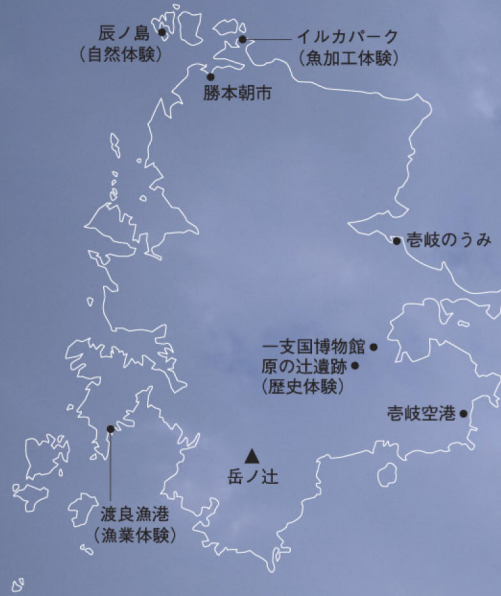 辰ノ島
（自然体験）
イルカパーク
（魚加工体験）
勝本朝市
壱岐のうみ
一支国博物館
原の辻遺跡
（歴史体験）
壱岐空港
岳ノ辻
渡良漁港
（漁業体験）